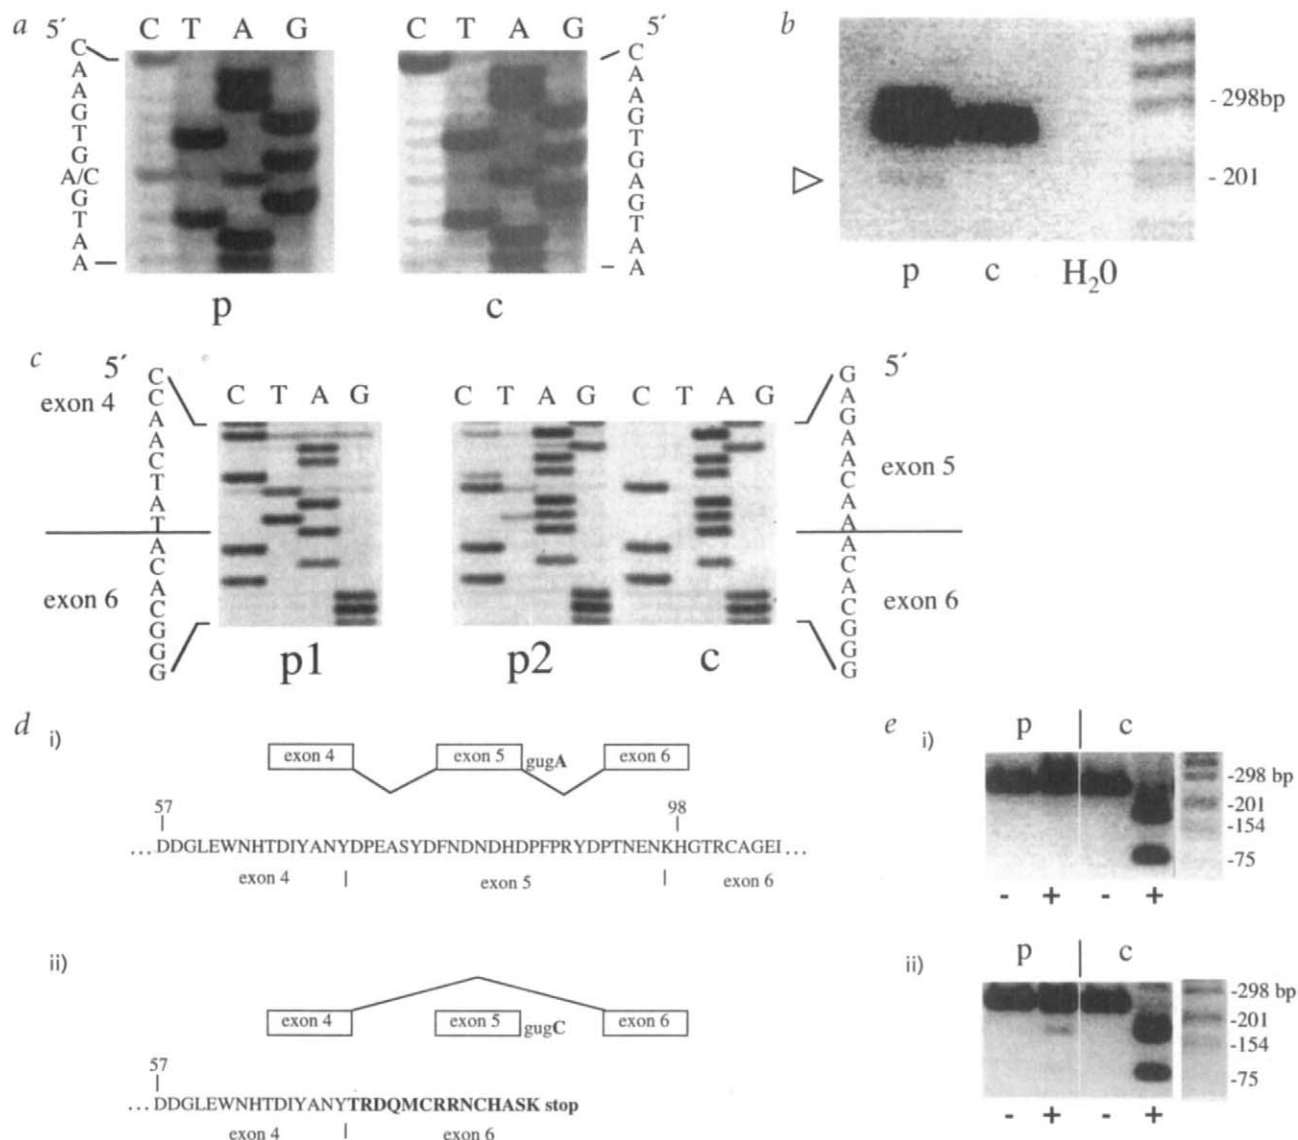 a 5´ C T A G C T A G 5´
C
A
A
G
T
G
A/C
G
T
A
A
C
A
A
G
T
G
A
G
T
A
A
p c
b
- 298bp
- 201
p c H₂0
c 5´ C T A G C T A G C T A G 5´
exon 4
C
C
A
A
C
T
A
T
A
C
A
C
G
G
G
exon 6
G
A
G
A
A
C
A
A
A
C
A
C
G
G
G
exon 5
exon 6
p1 p2 c
d i)
exon 4 exon 5 gugA exon 6
57 98
... DDGLEWNHTDIYANYDPEASYDFNDNDHDPFPRYDPTNENKHGTRCAGEI ...
exon 4 | exon 5 | exon 6
ii)
exon 4 exon 5 gugC exon 6
57
... DDGLEWNHTDIYANYTRDQMCRRNCHASK stop
exon 4 | exon 6
e i)
p | c
-298 bp
-201
-154
-75
- + - +
ii)
p | c
-298 bp
-201
-154
-75
- + - +